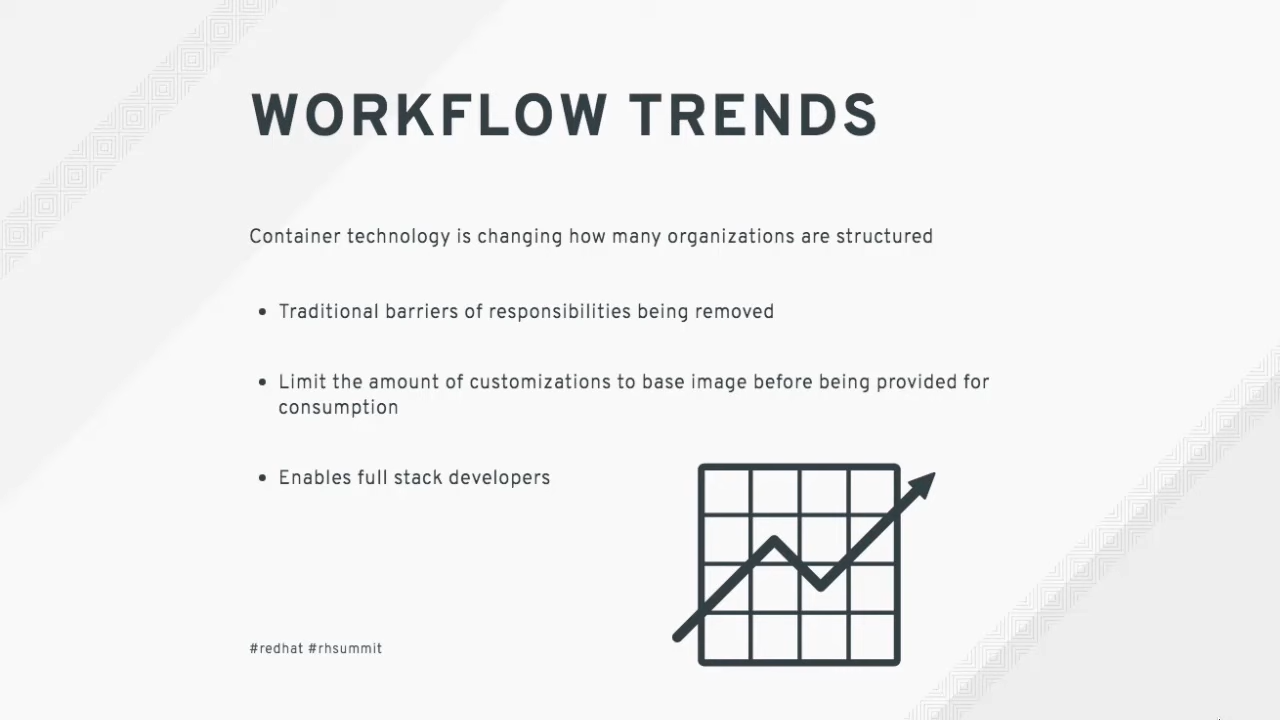 WORKFLOW TRENDS
Container technology is changing how many organizations are structured
• Traditional barriers of responsibilities being removed
• Limit the amount of customizations to base image before being provided for
consumption
• Enables full stack developers
#redhat #rhsummit